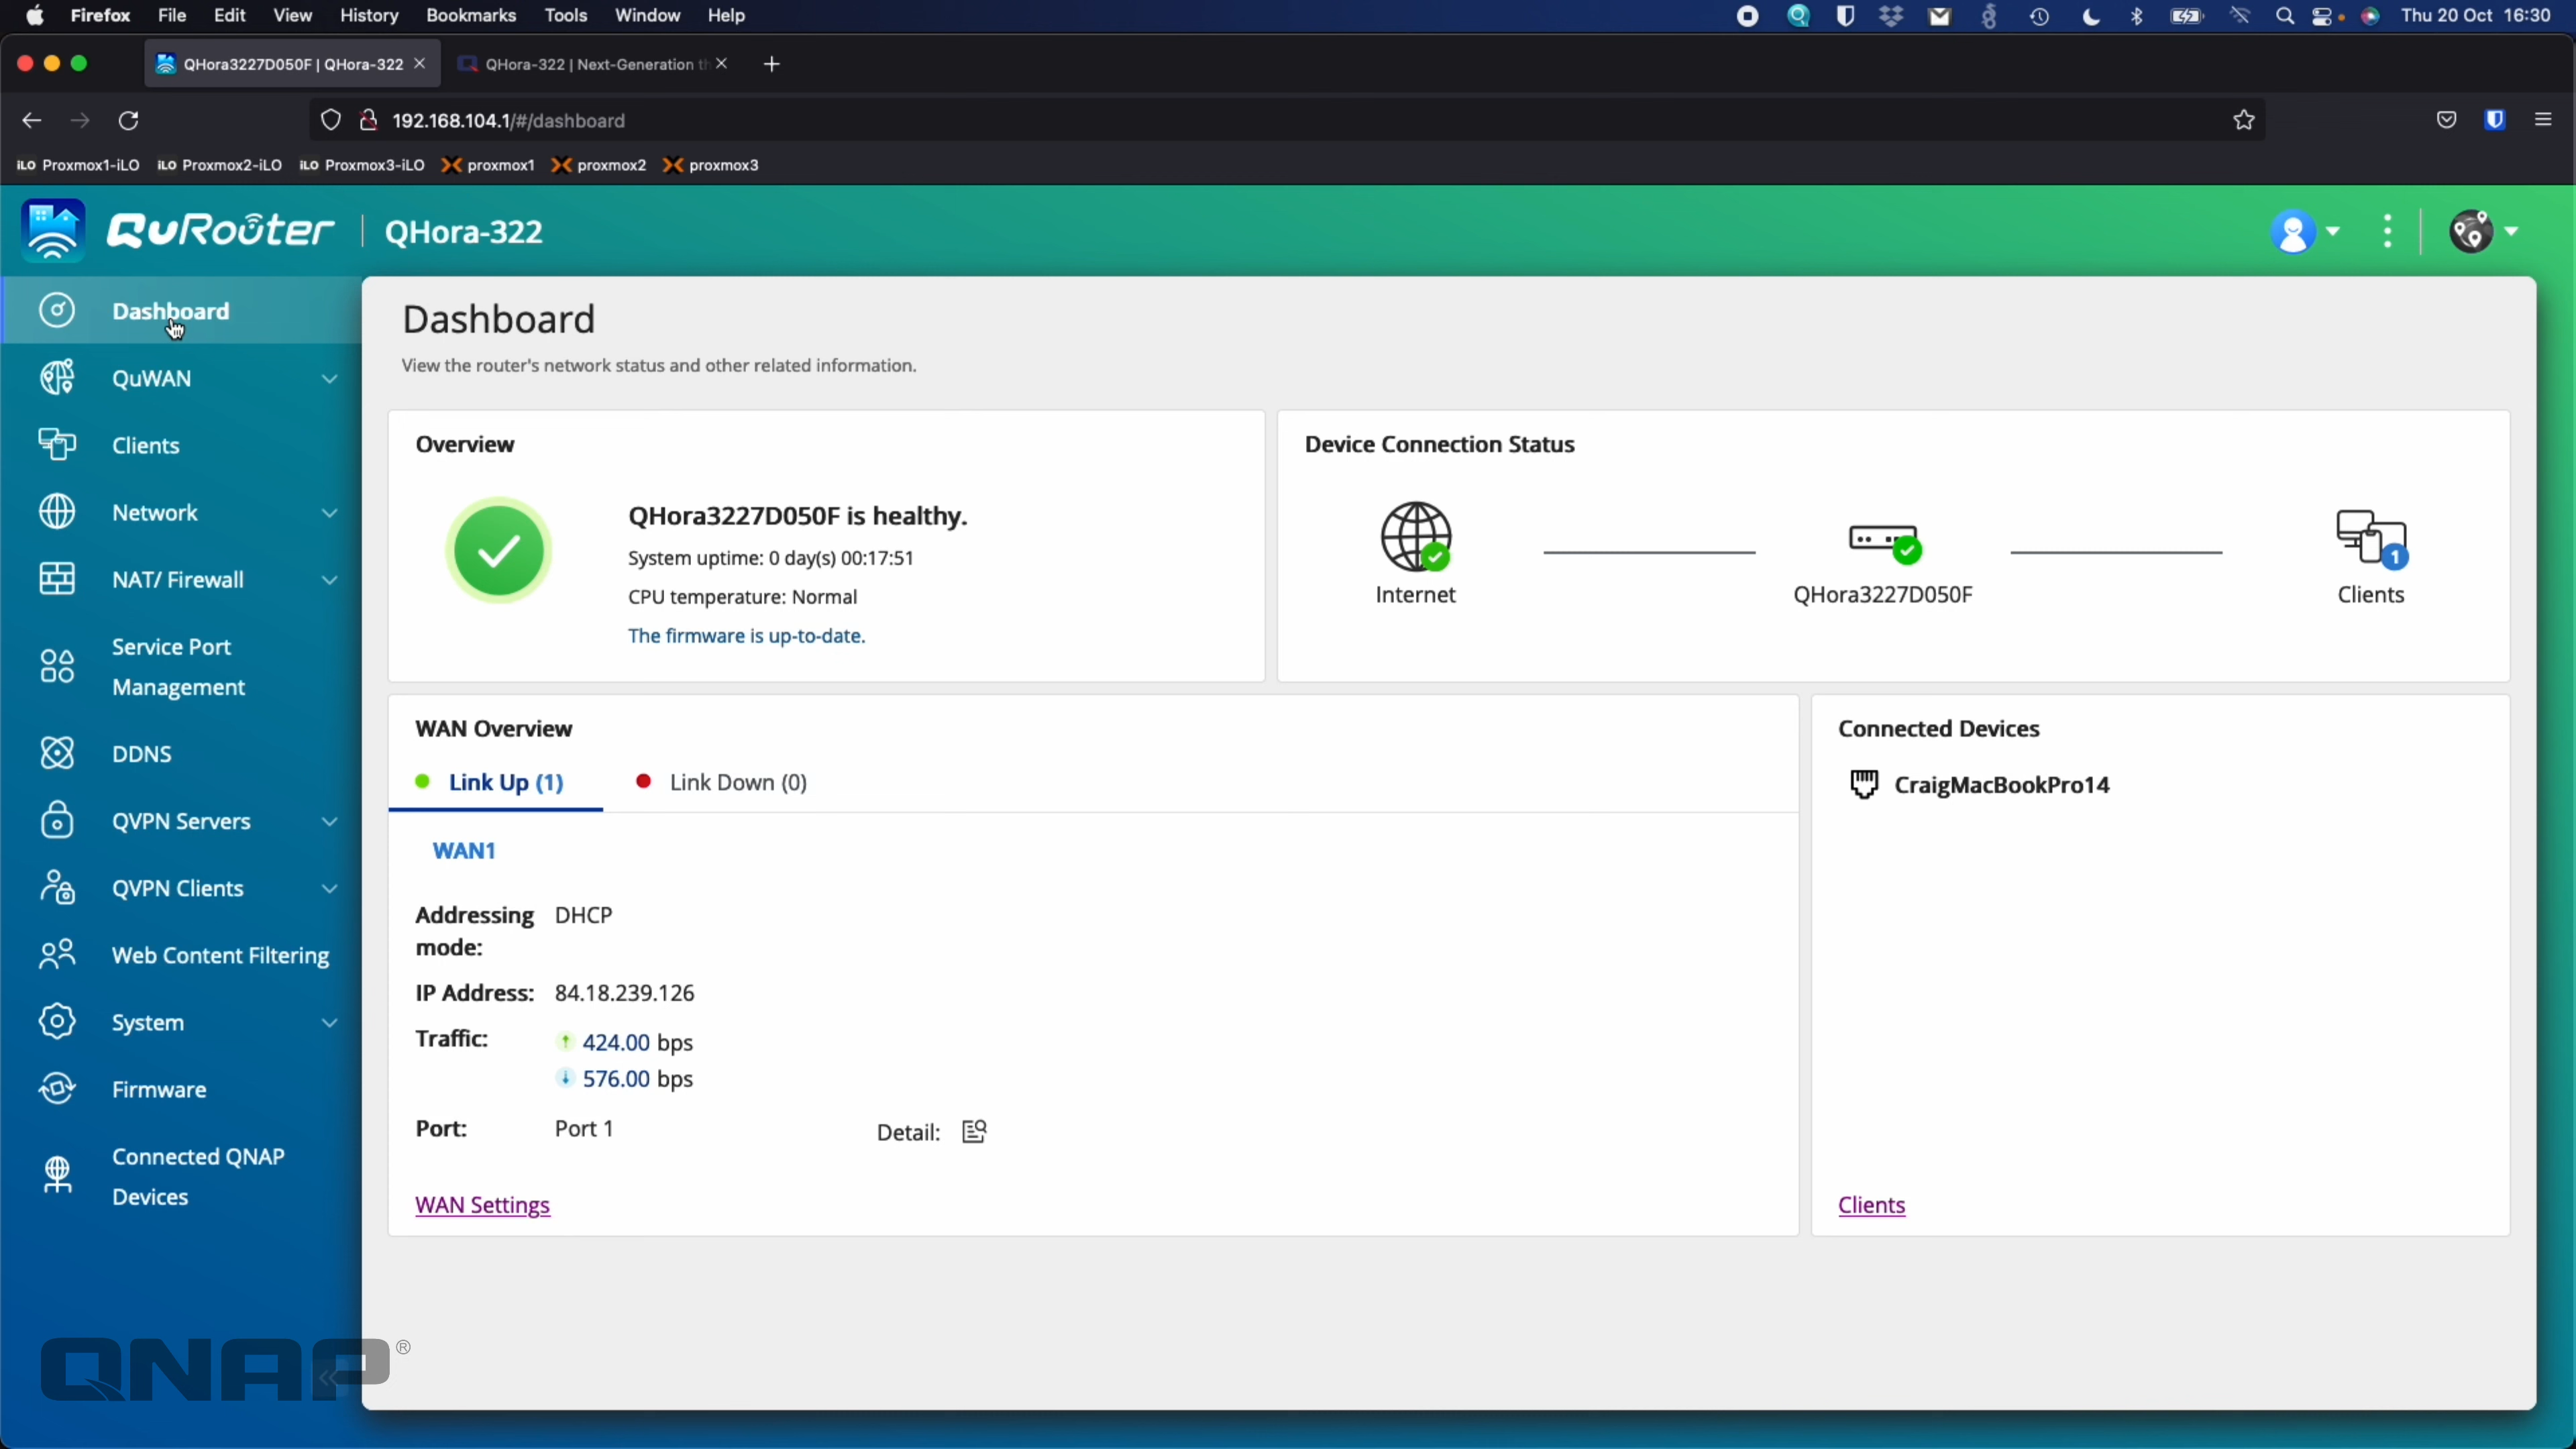 Firefox File Edit View History Bookmarks Tools Window Help Thu 20 Oct 16:30
QHora3227D050F | QHora-322 QHora-322 | Next-Generation th
192.168.104.1/#/dashboard
iLO Proxmox1-iLO iLO Proxmox2-iLO iLO Proxmox3-iLO proxmox1 proxmox2 proxmox3
QuRouter QHora-322
Dashboard
QuWAN
Clients
Network
NAT/ Firewall
Service Port
Management
DDNS
QVPN Servers
QVPN Clients
Web Content Filtering
System
Firmware
Connected QNAP
Devices
QNAP®
Dashboard
View the router's network status and other related information.
Overview
QHora3227D050F is healthy.
System uptime: 0 day(s) 00:17:51
CPU temperature: Normal
The firmware is up-to-date.
Device Connection Status
Internet QHora3227D050F 1 Clients
WAN Overview
Link Up (1) Link Down (0)
WAN1
Addressing mode: DHCP
IP Address: 84.18.239.126
Traffic: 424.00 bps
576.00 bps
Port: Port 1 Detail:
WAN Settings
Connected Devices
CraigMacBookPro14
Clients